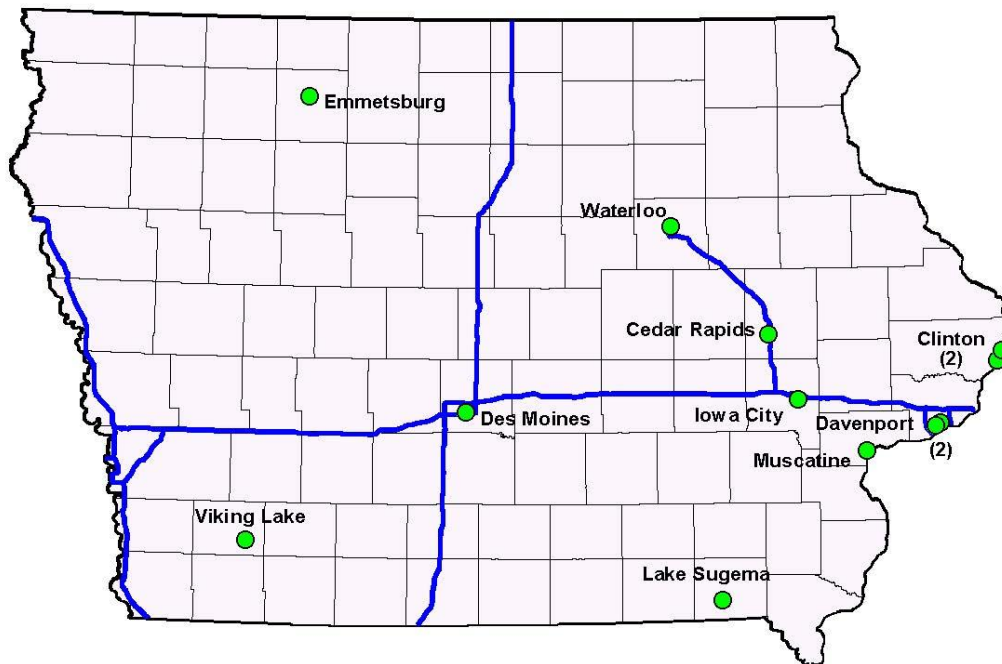 Emmetsburg
Waterloo
Cedar Rapids
Clinton
(2)
Des Moines
Iowa City
Davenport
(2)
Muscatine
Viking Lake
Lake Sugema